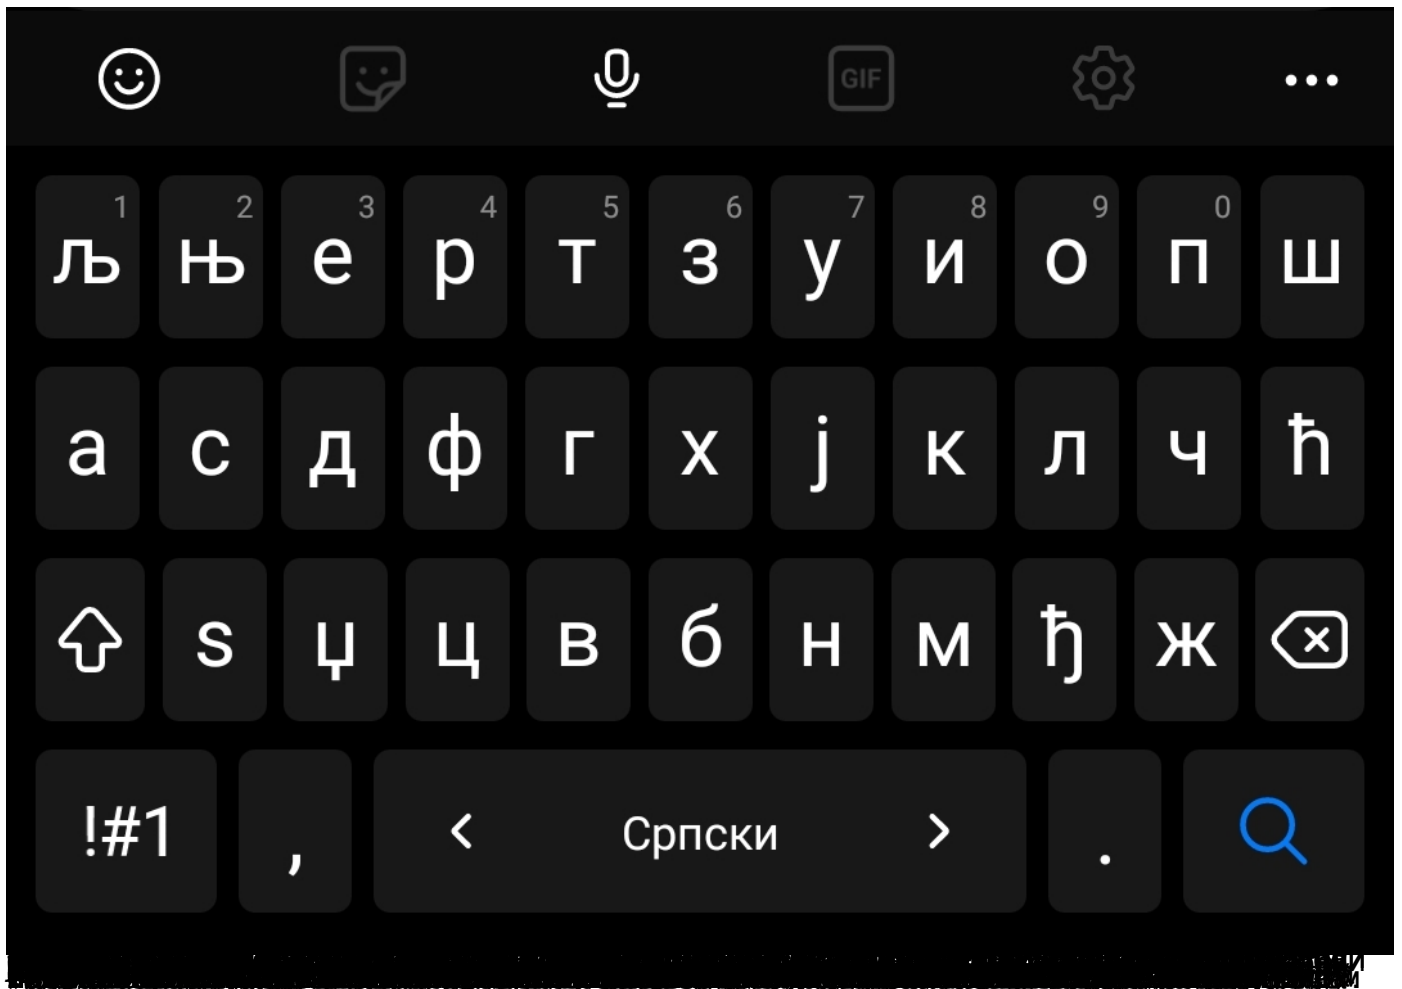 GIF
1 2 3 4 5 6 7 8 9 0
љ њ е р т з у и о п ш
а с д ф г х ј к л ч ћ
ѕ џ ц в б н м ђ ж
!#1 , < Српски > .